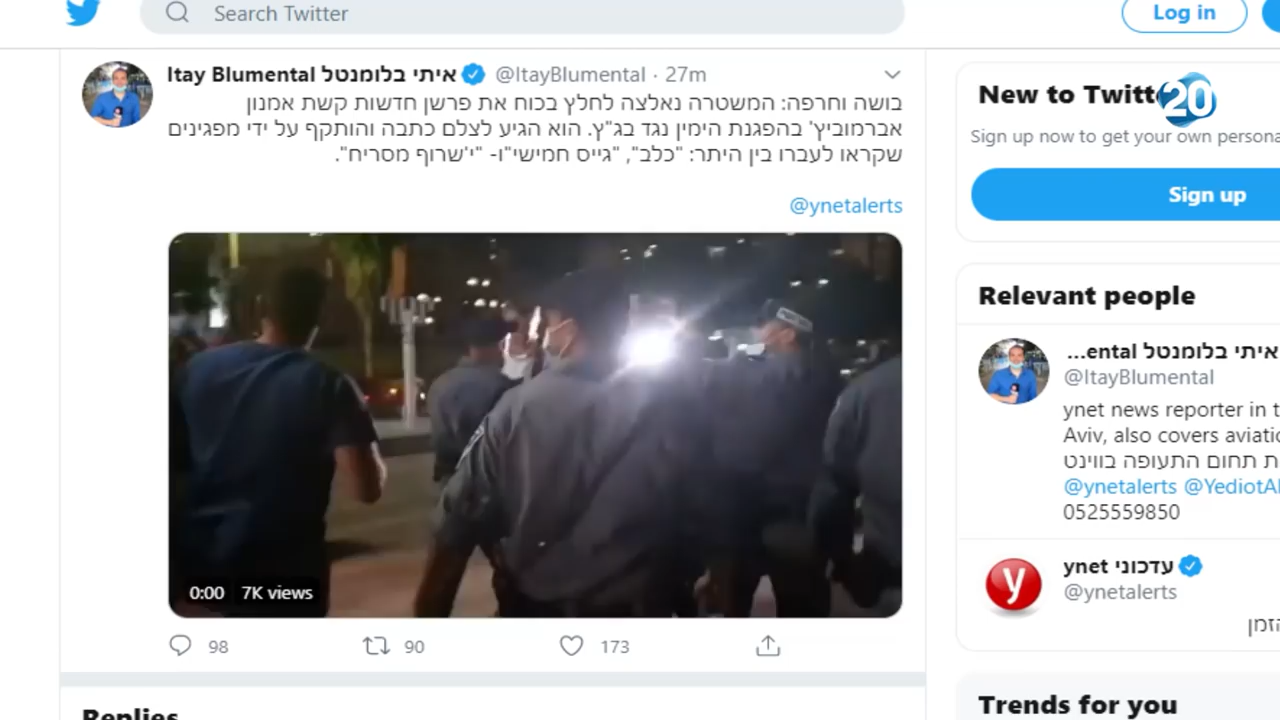 Search Twitter
Log in
Itay Blumental איתי בלומנטל @ItayBlumental · 27m
בושה וחרפה: המשטרה נאלצה לחלץ בכוח את פרשן חדשות קשת אמנון
אברמוביץ' בהפגנת הימין נגד בג"ץ. הוא הגיע לצלם כתבה והותקף על ידי מפגינים
שקראו לעברו בין היתר: "כלב", "גייס חמישי"ו- "י'שרוף מסריח".
@ynetalerts
0:00 7K views
98 90 173
Replies
New to Twitt
20
Sign up now to get your own persona
Sign up
Relevant people
...ental איתי בלומנטל
@ItayBlumental
ynet news reporter in t
Aviv, also covers aviatic
ת תחום התעופה בווינט
@ynetalerts @YediotAl
0525559850
y
ynet עדכוני
@ynetalerts
הזמן
Trends for you